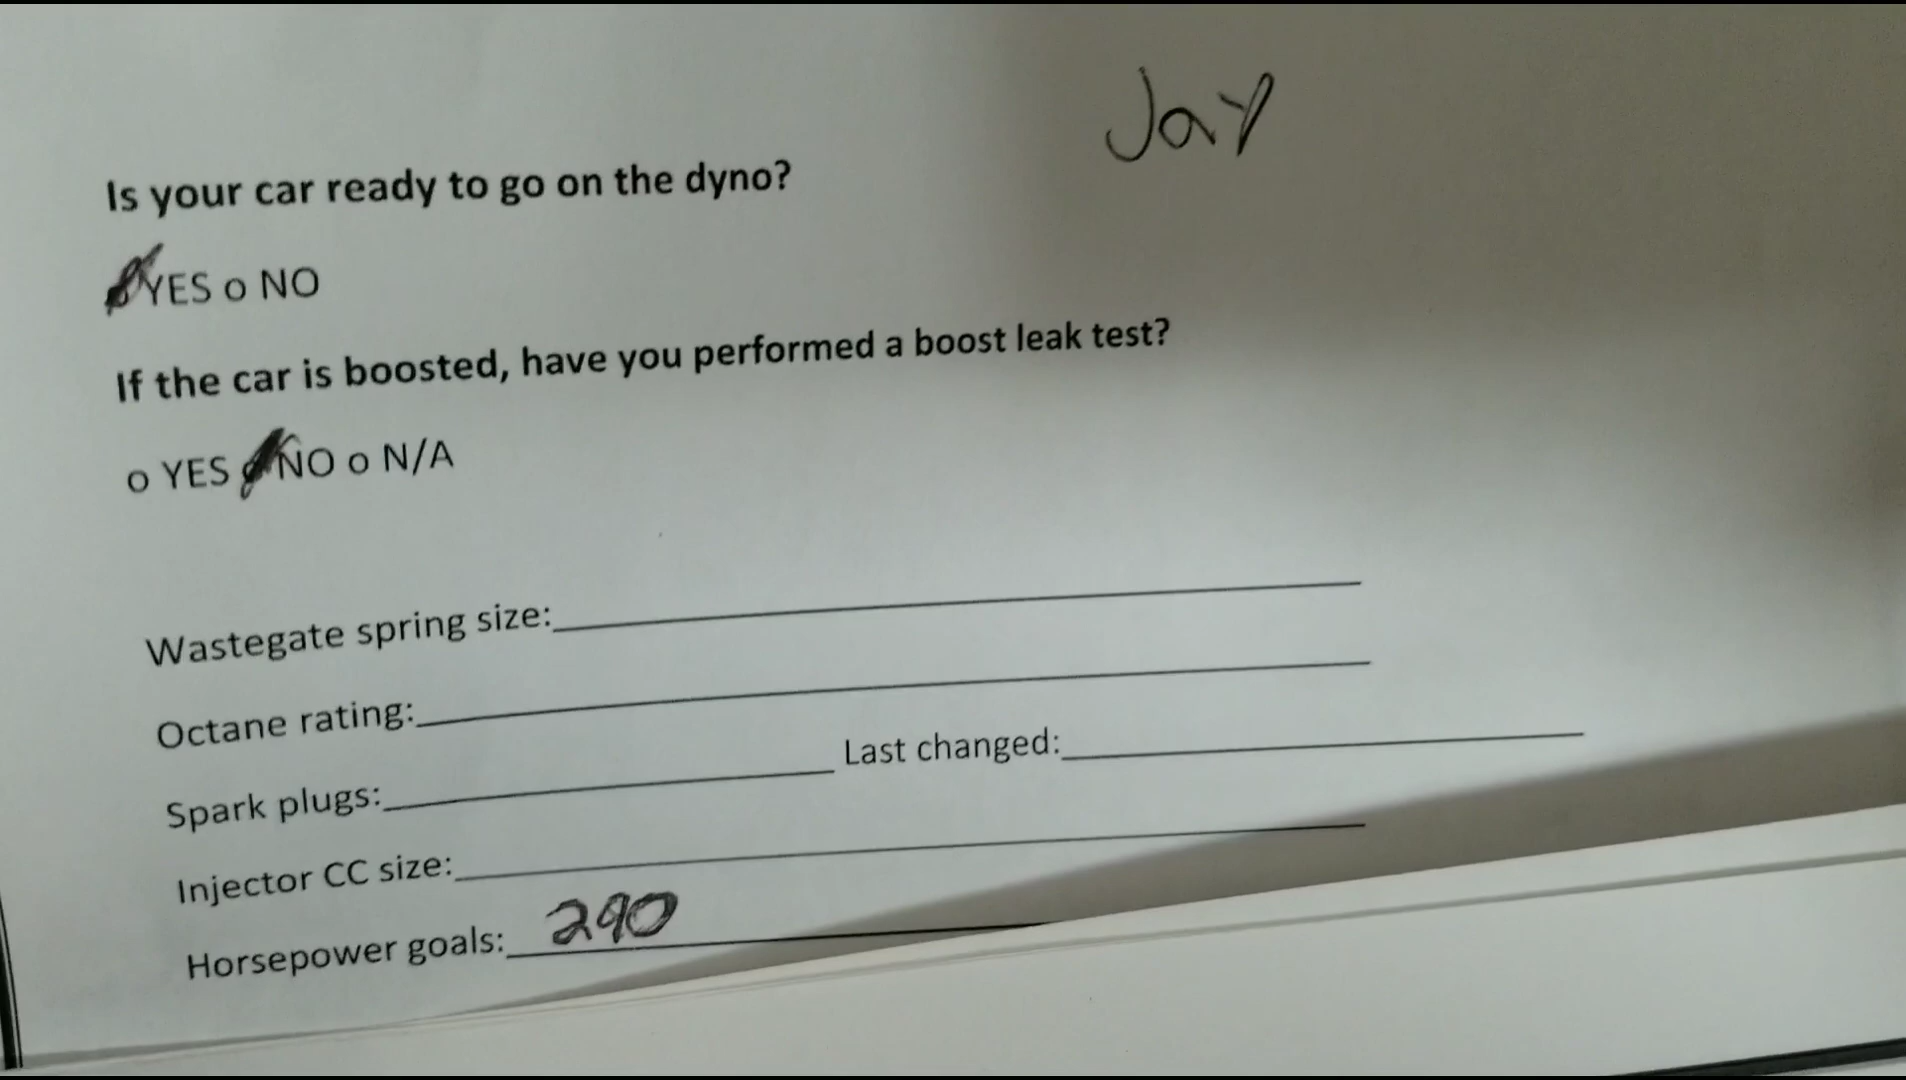 Jay
Is your car ready to go on the dyno?
o YES o NO
If the car is boosted, have you performed a boost leak test?
o YES o NO o N/A
Wastegate spring size:
Octane rating:
Spark plugs: Last changed:
Injector CC size:
Horsepower goals: 290